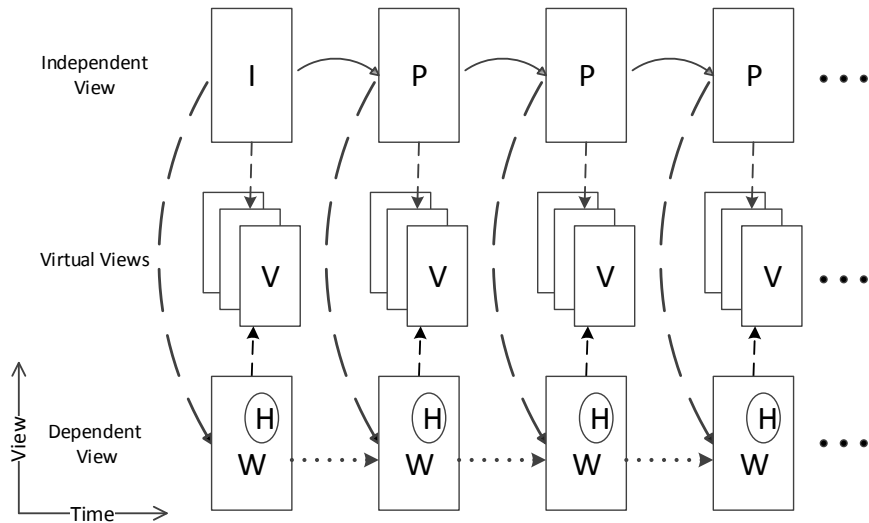 Independent
View
I
P
P
P
Virtual Views
V
V
V
V
Dependent
View
H
W
H
W
H
W
H
W
View
Time